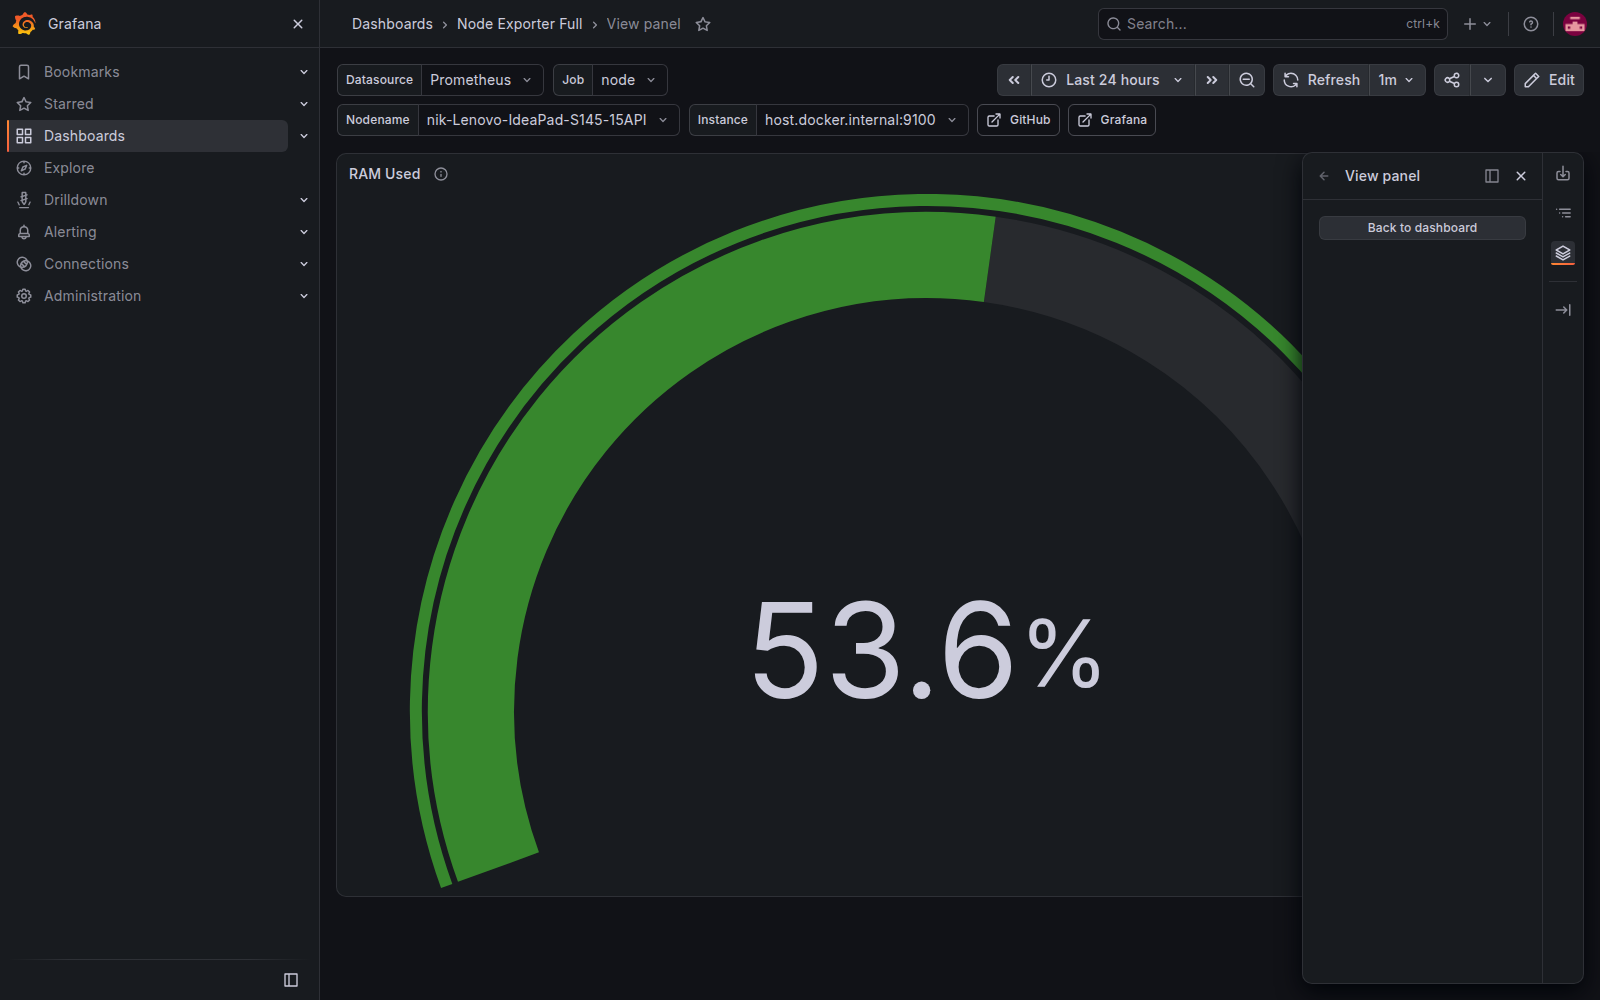 Grafana
Dashboards › Node Exporter Full › View panel
Search... ctrl+k
Bookmarks
Starred
Dashboards
Explore
Drilldown
Alerting
Connections
Administration
Datasource Prometheus Job node
Last 24 hours Refresh 1m Edit
Nodename nik-Lenovo-IdeaPad-S145-15API Instance host.docker.internal:9100 GitHub Grafana
RAM Used
53.6%
View panel
Back to dashboard